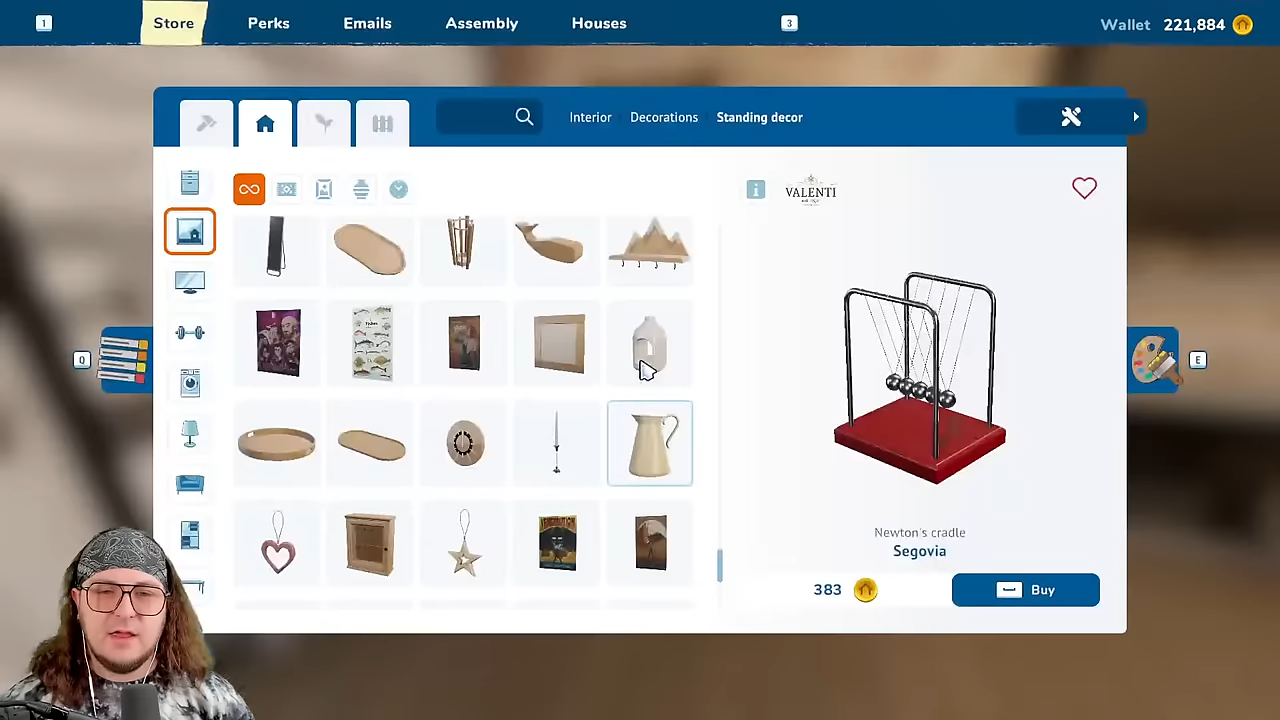 1
Store
Perks
Emails
Assembly
Houses
3
Wallet 221,884
Interior
Decorations
Standing decor
VALENTI
Q
E
Newton's cradle
Segovia
383
Buy